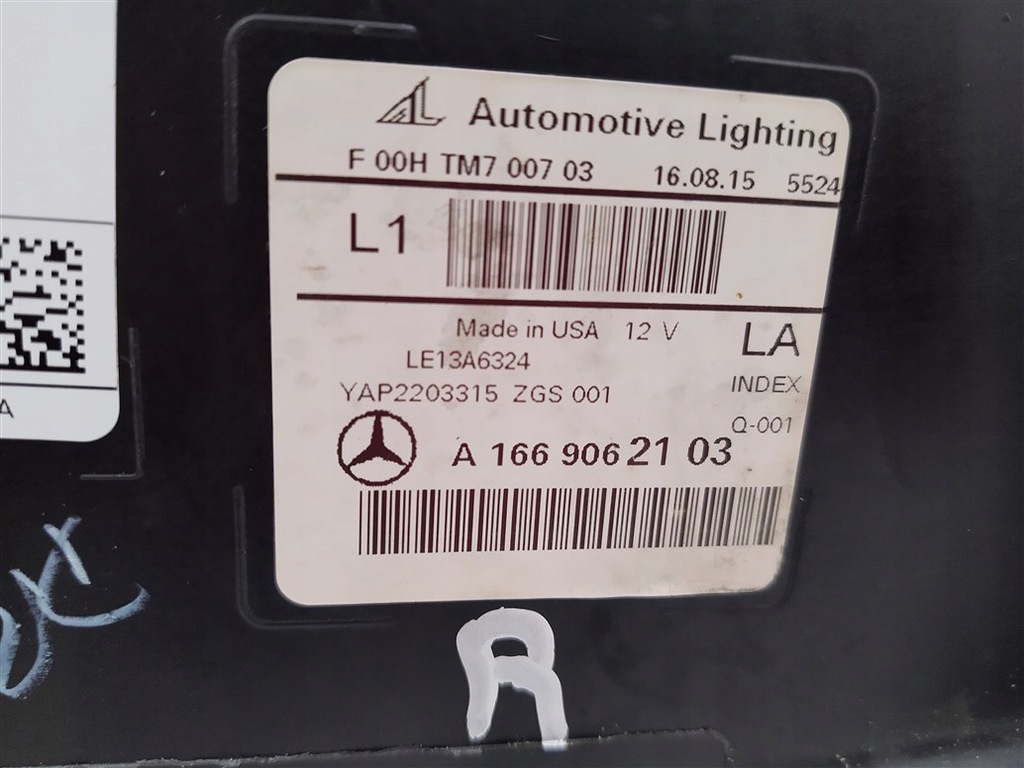 Automotive Lighting
F 00H TM7 007 03 16.08.15 5524
L1
Made in USA 12 V LA
LE13A6324 INDEX
YAP2203315 ZGS 001 Q-001
A 166 906 21 03
A
R